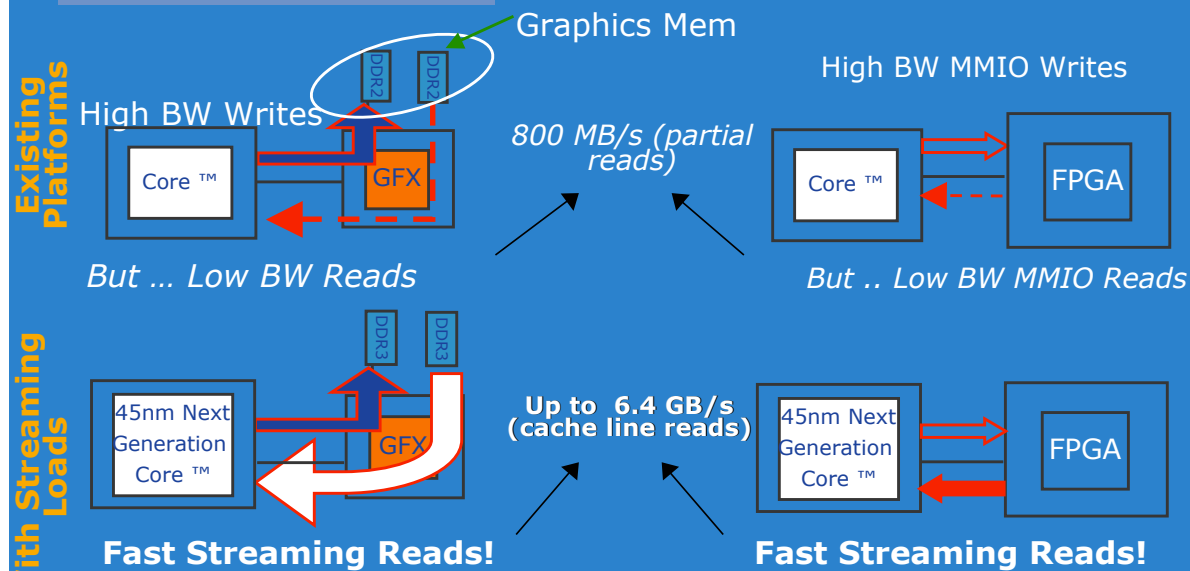 Graphics Mem
Existing
Platforms
DDR2
DDR2
High BW Writes
Core ™
GFX
800 MB/s (partial
reads)
High BW MMIO Writes
Core ™
FPGA
But ... Low BW Reads
But .. Low BW MMIO Reads
Streaming
Loads
DDR3
DDR3
45nm Next
Generation
Core ™
GFX
Up to 6.4 GB/s
(cache line reads)
45nm Next
Generation
Core ™
FPGA
Fast Streaming Reads!
Fast Streaming Reads!